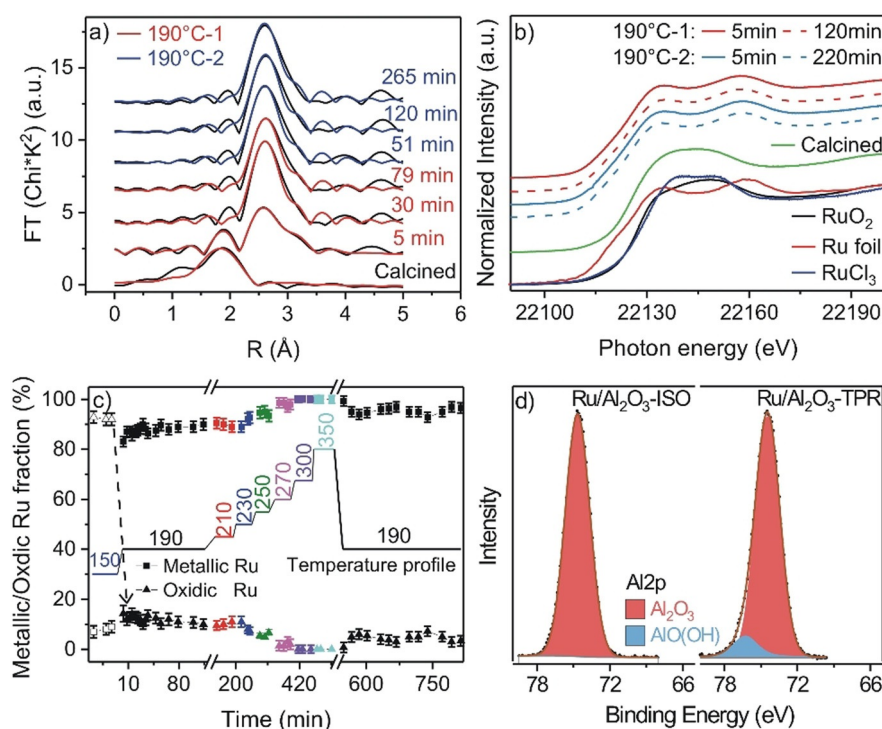 a)
190°C-1
190°C-2
265 min
120 min
51 min
79 min
30 min
5 min
Calcined
FT (Chi*K²) (a.u.)
15
10
5
0
0 1 2 3 4 5 6
R (Å)
b)
190°C-1: 5min 120min
190°C-2: 5min 220min
Calcined
RuO₂
Ru foil
RuCl₃
Normalized Intensity (a.u.)
22100 22130 22160 22190
Photon energy (eV)
c)
Metallic/Oxdic Ru fraction (%)
100
80
60
40
20
0
150
190
210
230
250
270
300
350
190
Temperature profile
Metallic Ru
Oxidic Ru
10 80 200 420 600 750
Time (min)
d)
Ru/Al₂O₃-ISO
Ru/Al₂O₃-TPR
Al2p
Al₂O₃
AlO(OH)
Intensity
78 72 66 78 72 66
Binding Energy (eV)